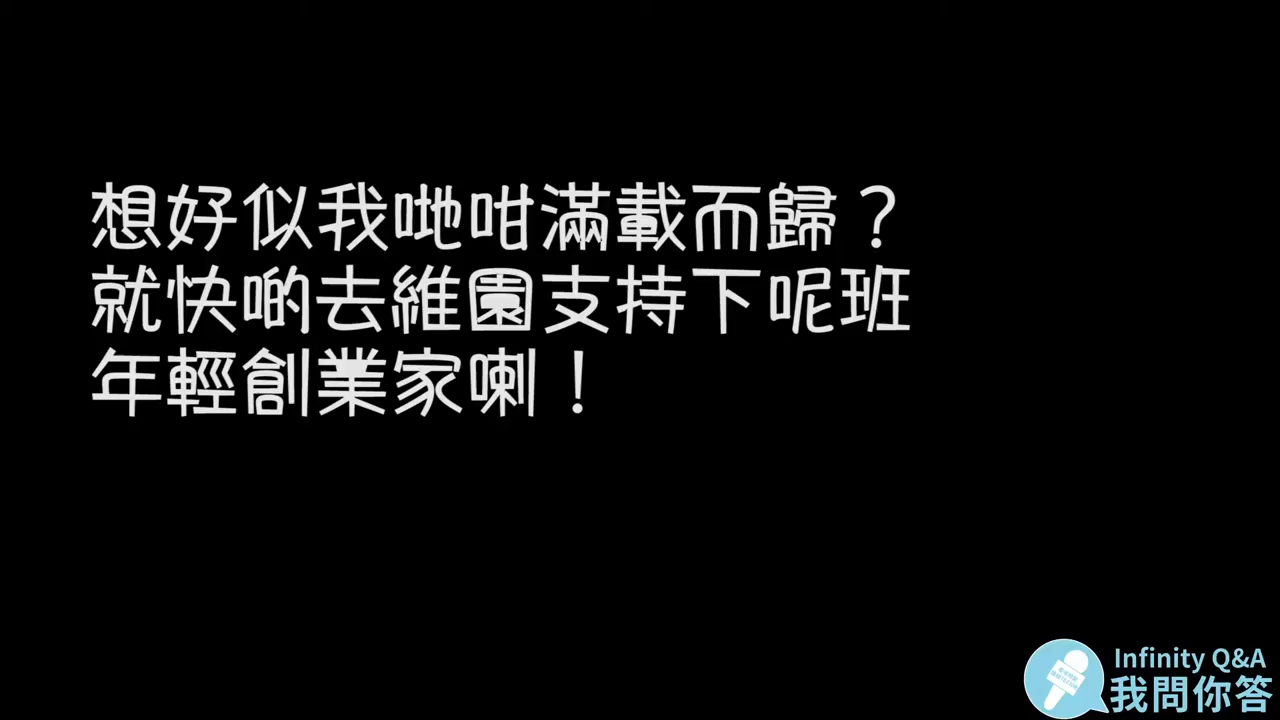 想好似我哋咁滿載而歸？
就快啲去維園支持下呢班
年輕創業家喇！
Infinity Q&A
我問你答